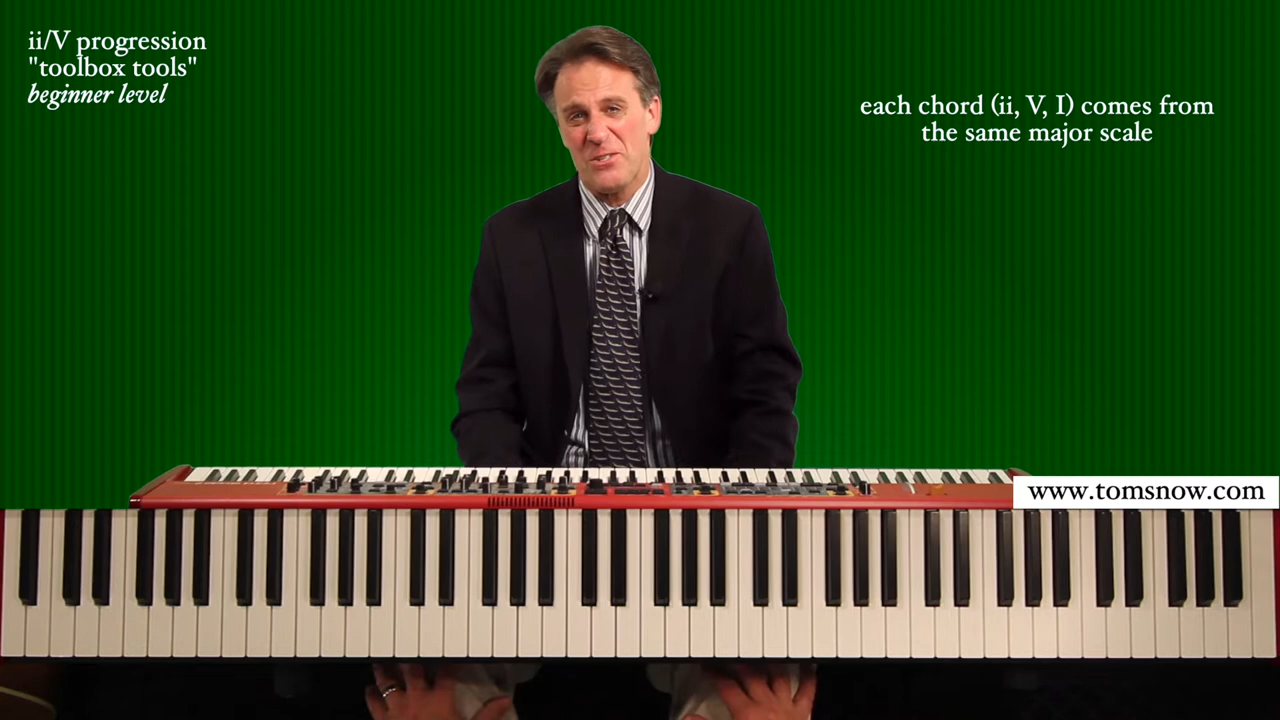 ii/V progression
"toolbox tools"
beginner level
each chord (ii, V, I) comes from
the same major scale
www.tomsnow.com